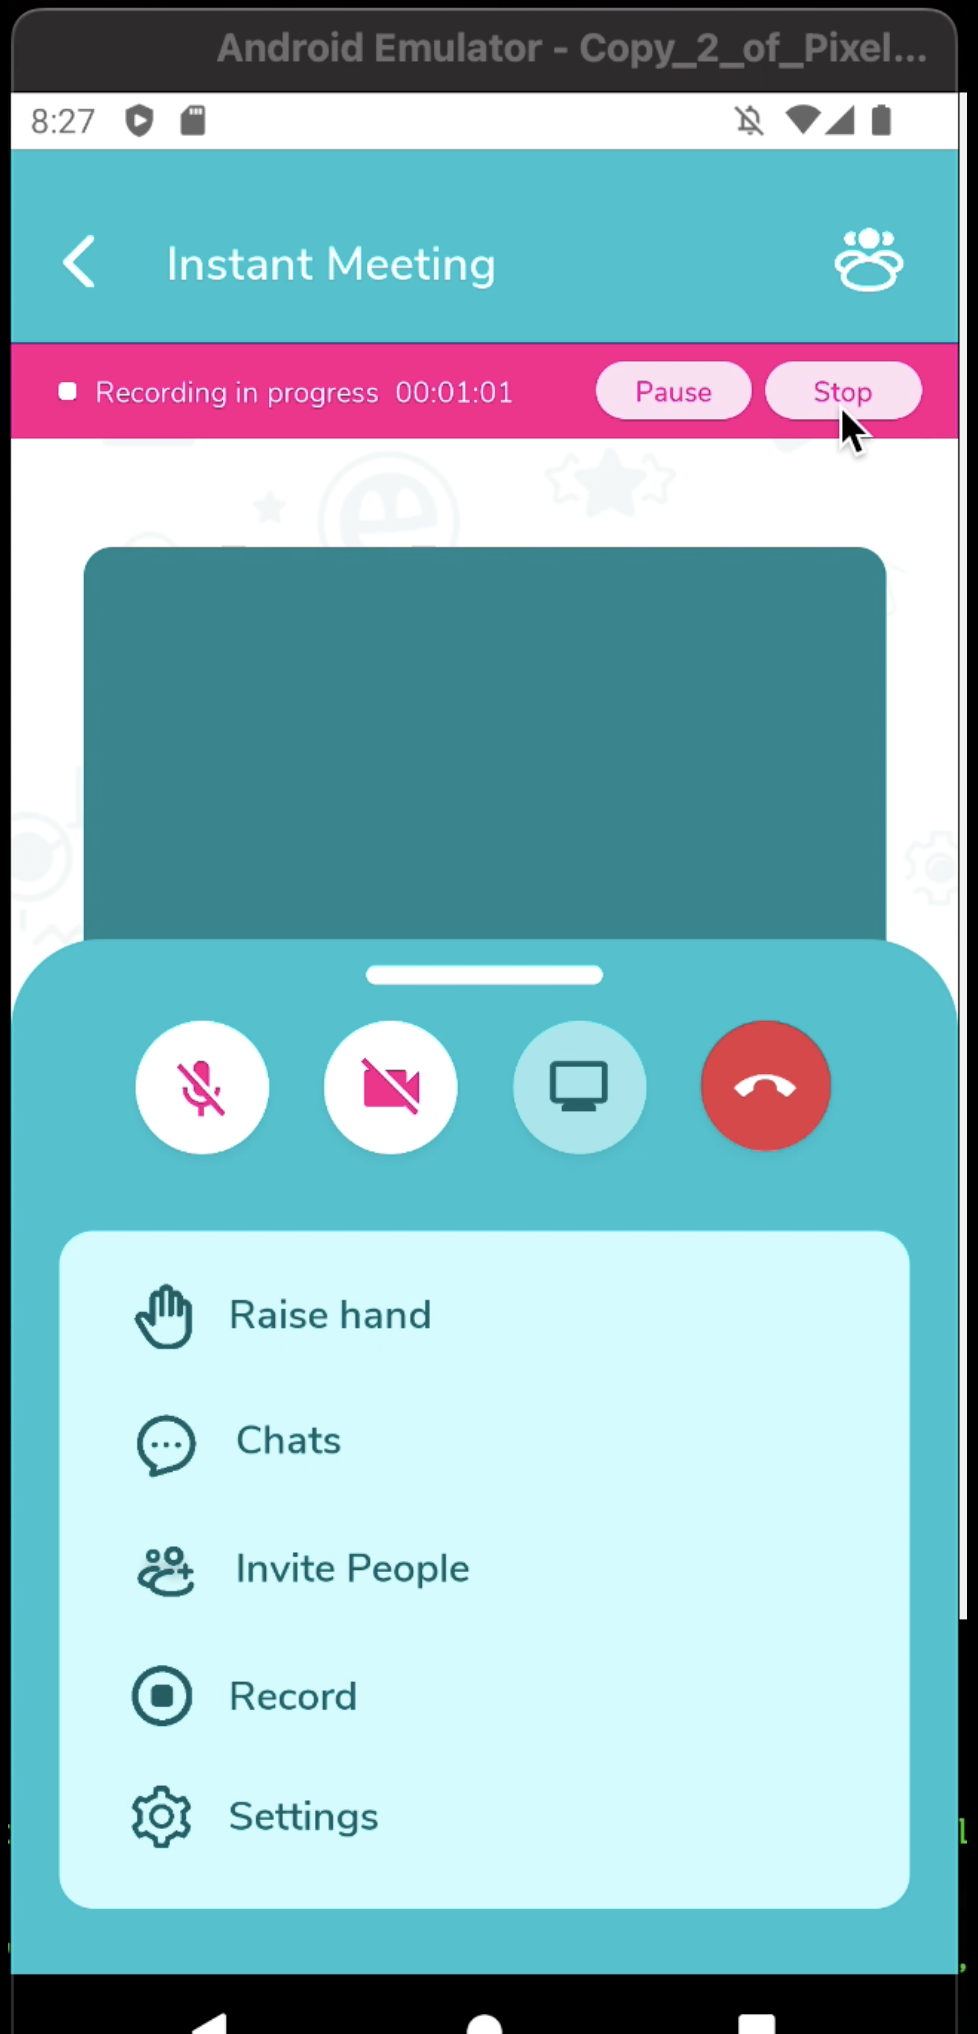 Android Emulator - Copy_2_of_Pixel...
8:27
Instant Meeting
Recording in progress 00:01:01 Pause Stop
Raise hand
Chats
Invite People
Record
Settings